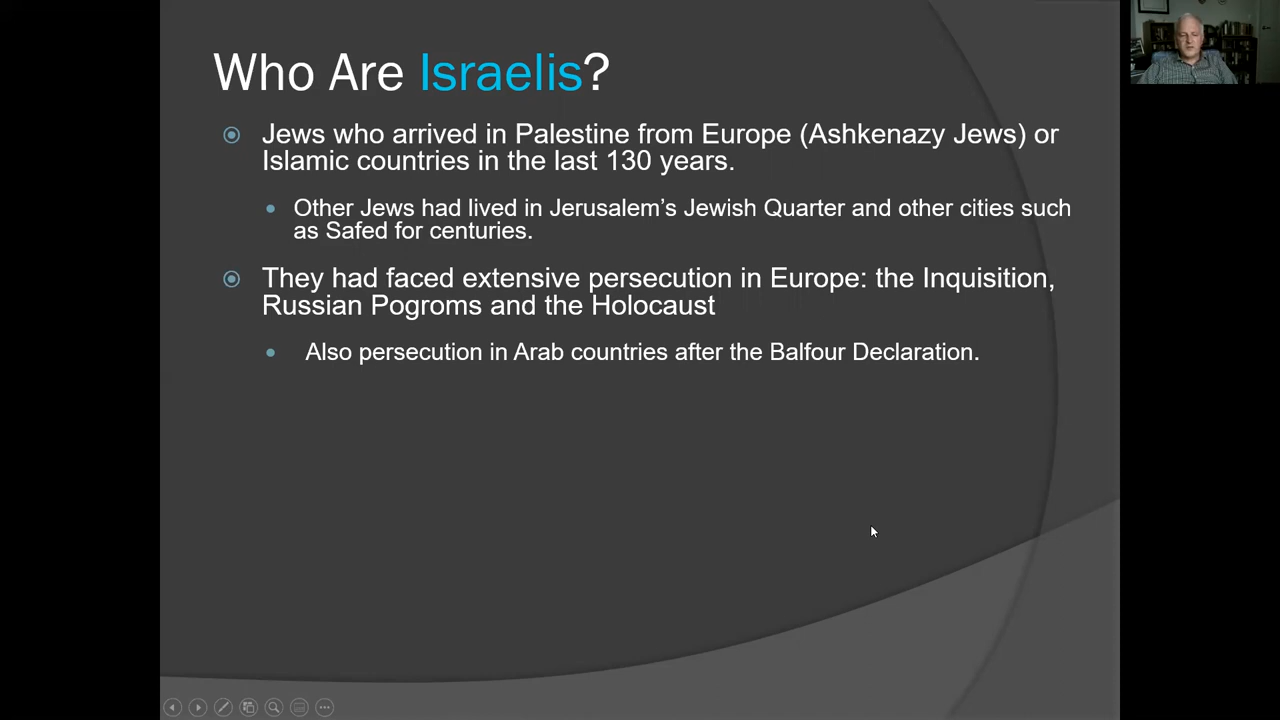 Who Are Israelis?
Jews who arrived in Palestine from Europe (Ashkenazy Jews) or
Islamic countries in the last 130 years.
Other Jews had lived in Jerusalem’s Jewish Quarter and other cities such
as Safed for centuries.
They had faced extensive persecution in Europe: the Inquisition,
Russian Pogroms and the Holocaust
Also persecution in Arab countries after the Balfour Declaration.